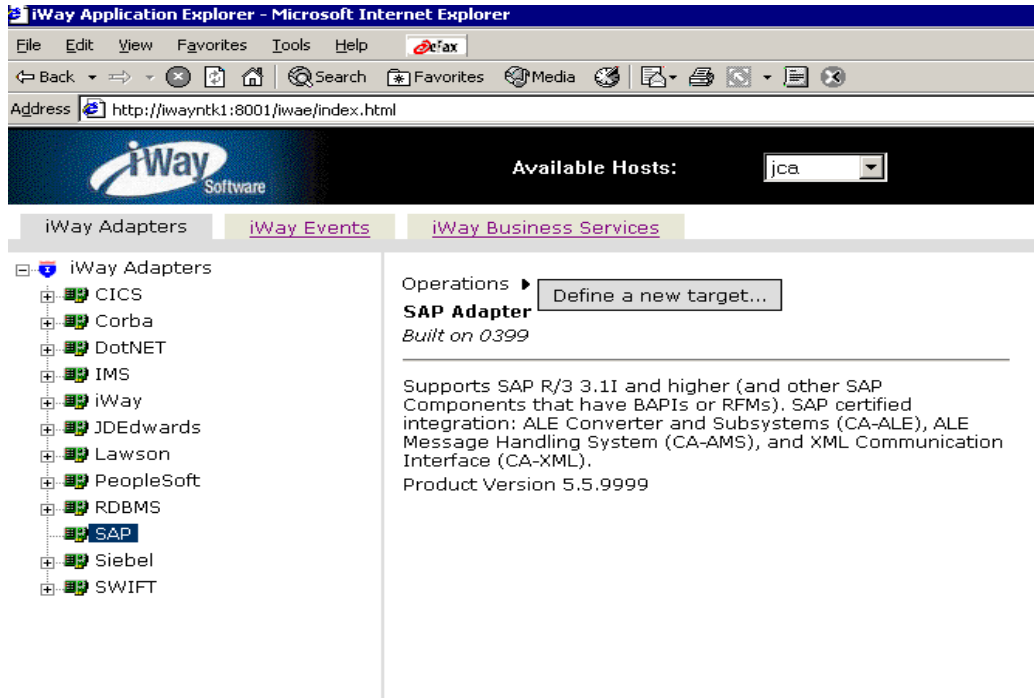 iWay Application Explorer - Microsoft Internet Explorer
File Edit View Favorites Tools Help eFax
Back Search Favorites Media
Address http://iwayntk1:8001/iwae/index.html
iWay Software
Available Hosts: jca
iWay Adapters iWay Events iWay Business Services
iWay Adapters
CICS
Corba
DotNET
IMS
iWay
JDEdwards
Lawson
PeopleSoft
RDBMS
SAP
Siebel
SWIFT
Operations
Define a new target...
SAP Adapter
Built on 0399
Supports SAP R/3 3.1I and higher (and other SAP
Components that have BAPIs or RFMs). SAP certified
integration: ALE Converter and Subsystems (CA-ALE), ALE
Message Handling System (CA-AMS), and XML Communication
Interface (CA-XML).
Product Version 5.5.9999